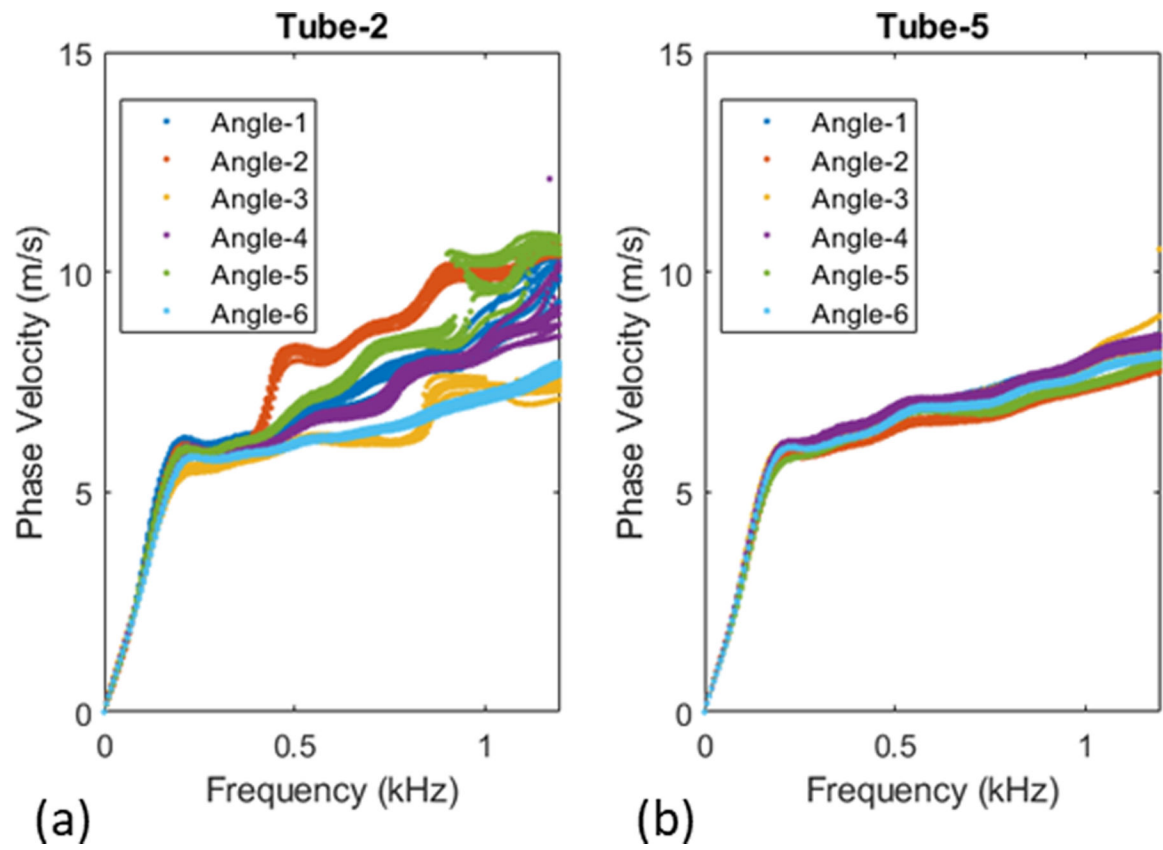 Tube-2
15
10
5
0
Phase Velocity (m/s)
Angle-1
Angle-2
Angle-3
Angle-4
Angle-5
Angle-6
0 0.5 1
Frequency (kHz)
(a)
Tube-5
15
10
5
0
Phase Velocity (m/s)
Angle-1
Angle-2
Angle-3
Angle-4
Angle-5
Angle-6
0 0.5 1
Frequency (kHz)
(b)